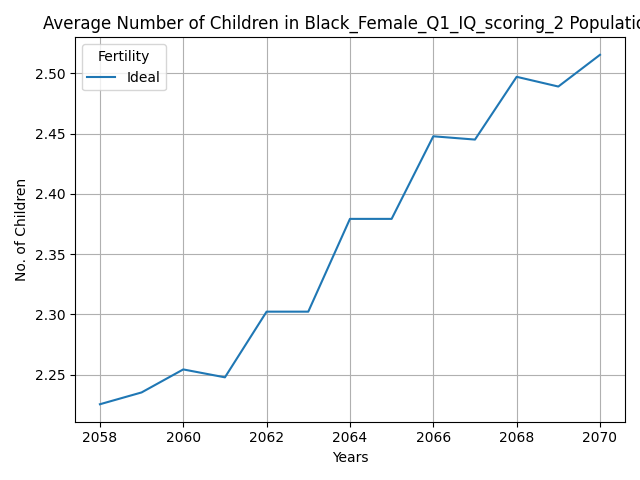 Average Number of Children in Black_Female_Q1_IQ_scoring_2 Populatio
Fertility
Ideal
2.50
2.45
2.40
2.35
2.30
2.25
No. of Children
2058 2060 2062 2064 2066 2068 2070
Years